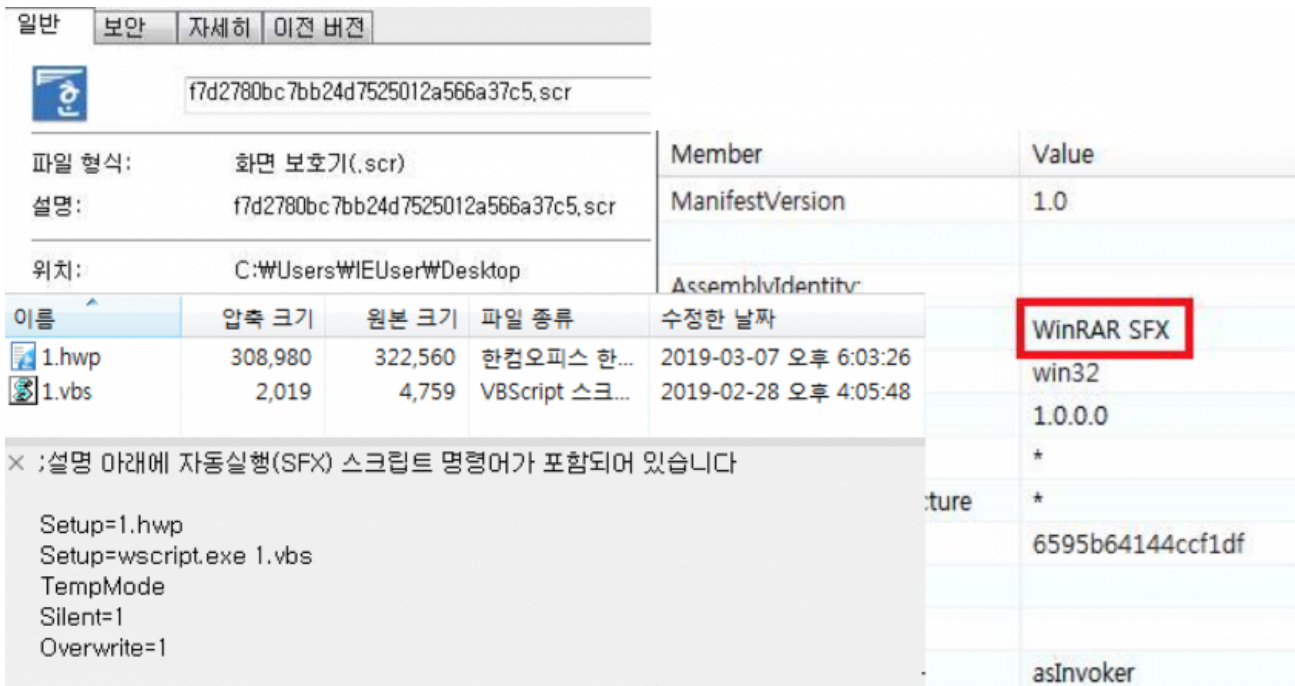 일반 보안 자세히 이전 버전
한
f7d2780bc7bb24d7525012a566a37c5.scr
파일 형식: 화면 보호기(.scr)
설명: f7d2780bc7bb24d7525012a566a37c5.scr
위치: C:₩Users₩IEUser₩Desktop
Member Value
ManifestVersion 1.0
AssemblyIdentity:
WinRAR SFX
win32
1.0.0.0
*
:ture *
6595b64144ccf1df
asInvoker
이름 압축 크기 원본 크기 파일 종류 수정한 날짜
1.hwp 308,980 322,560 한컴오피스 한... 2019-03-07 오후 6:03:26
1.vbs 2,019 4,759 VBScript 스크... 2019-02-28 오후 4:05:48
;설명 아래에 자동실행(SFX) 스크립트 명령어가 포함되어 있습니다
Setup=1.hwp
Setup=wscript.exe 1.vbs
TempMode
Silent=1
Overwrite=1